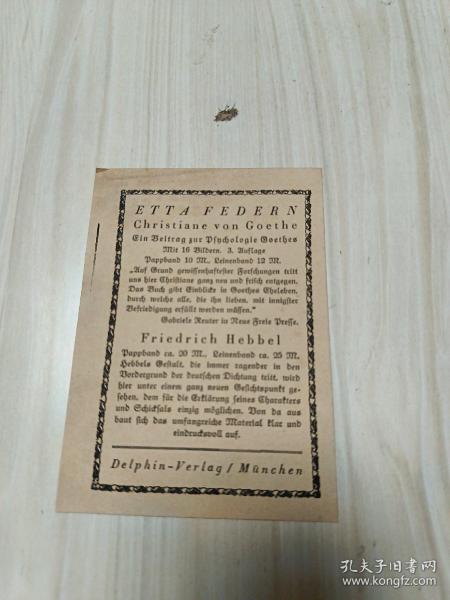 ETTA FEDERN
Christiane von Goethe
Ein Beitrag zur Psychologie Goethes
Mit 16 Bildern. 3. Auflage
Pappband 10 M., Leinenband 12 M.
„Auf Grund gewissenhaftester Forschungen tritt
uns hier Christiane ganz neu und frisch entgegen.
Das Buch gibt Einblick in Goethes Eheleben,
durch welche alle, die ihn lieben, mit innigster
Befriedigung erfüllt werden müssen."
Gabriele Reuter in Neue Freie Presse.
Friedrich Hebbel
Pappband ca. 20 M., Leinenband ca. 25 M.
Hebbels Gestalt, die immer ragender in den
Vordergrund der deutschen Dichtung tritt, wird
hier unter einem ganz neuen Gesichtspunkt ge-
sehen, dem für die Erklärung seines Charakters
und Schicksals einzig möglichen. Von da aus
baut sich das umfangreiche Material klar und
eindrucksvoll auf.
Delphin-Verlag / München
孔夫子旧书网
www.kongfz.com